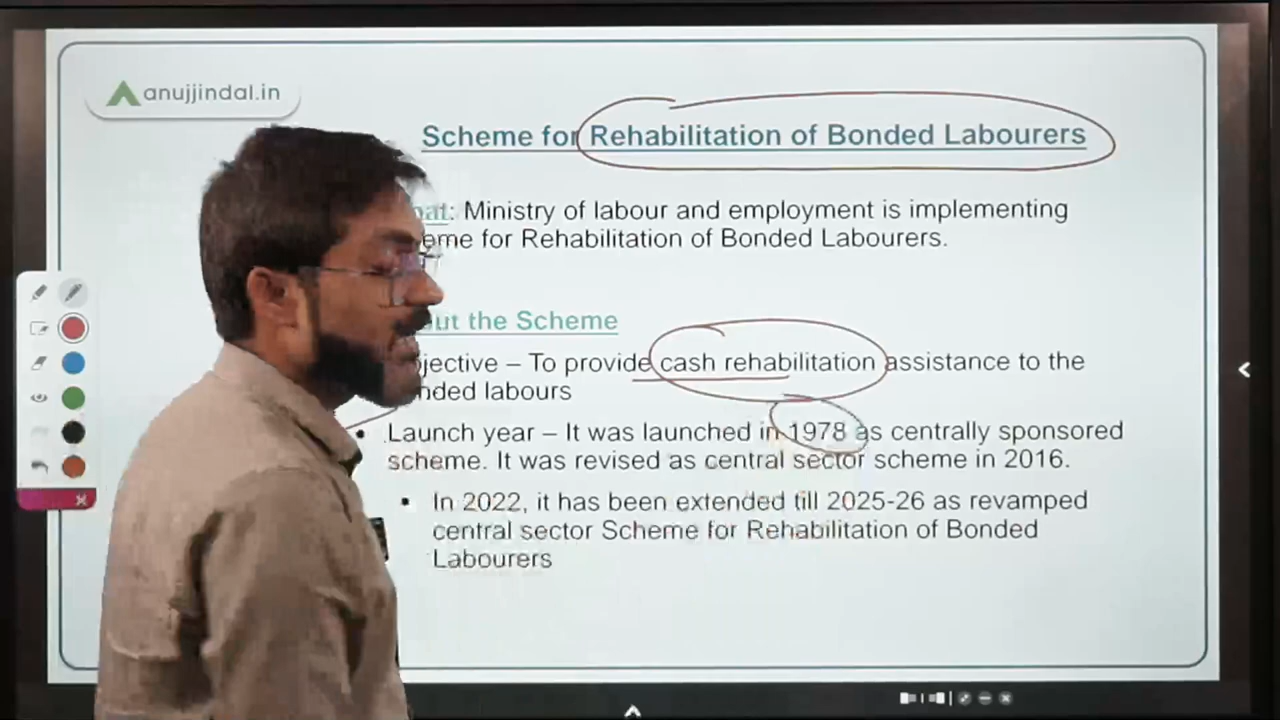 anujjindal.in
Scheme for Rehabilitation of Bonded Labourers
: Ministry of labour and employment is implementing
for Rehabilitation of Bonded Labourers.
the Scheme
– To provide cash rehabilitation assistance to the
labours
• Launch year – It was launched in 1978 as centrally sponsored
scheme. It was revised as central sector scheme in 2016.
▪ In 2022, it has been extended till 2025-26 as revamped
central sector Scheme for Rehabilitation of Bonded
Labourers